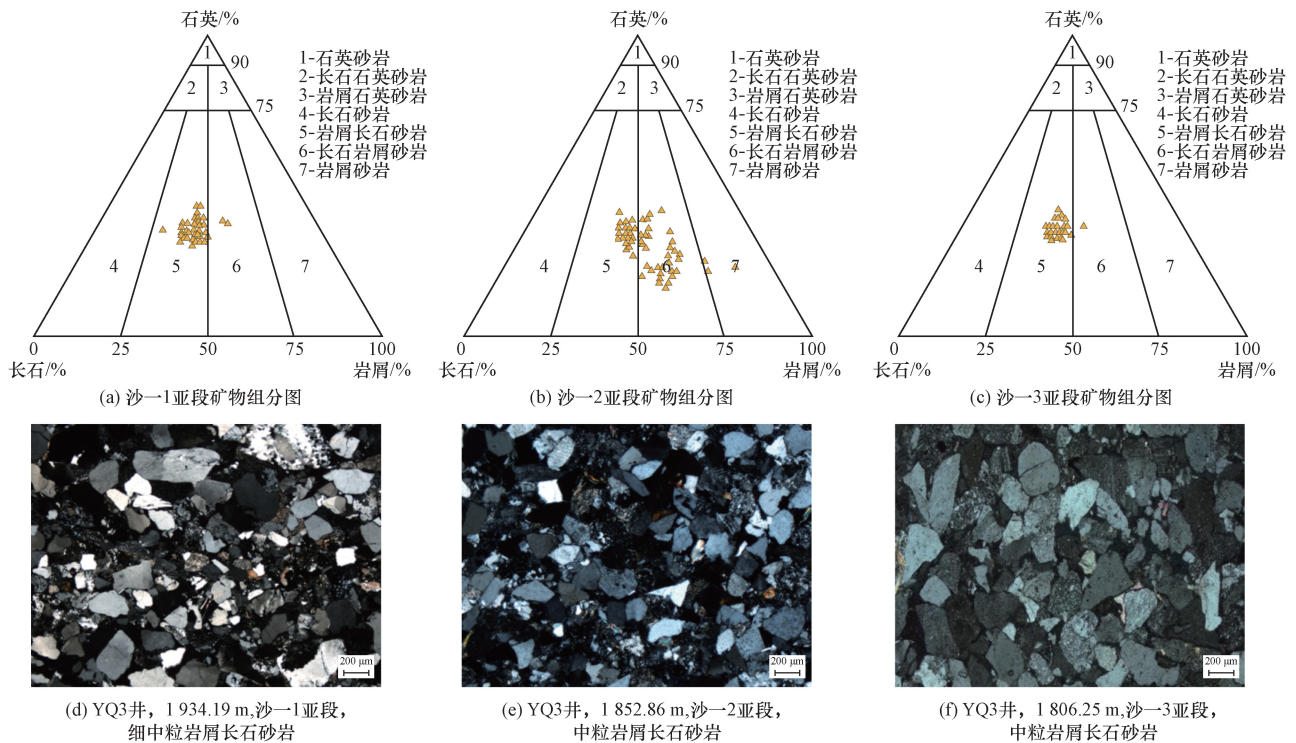 石英/%
1
90
2
3
75
4
5
6
7
0
25
50
75
100
长石/%
岩屑/%
1-石英砂岩
2-长石石英砂岩
3-岩屑石英砂岩
4-长石砂岩
5-岩屑长石砂岩
6-长石岩屑砂岩
7-岩屑砂岩
(a) 沙一1亚段矿物组分图
石英/%
1
90
2
3
75
4
5
6
7
0
25
50
75
100
长石/%
岩屑/%
1-石英砂岩
2-长石石英砂岩
3-岩屑石英砂岩
4-长石砂岩
5-岩屑长石砂岩
6-长石岩屑砂岩
7-岩屑砂岩
(b) 沙一2亚段矿物组分图
石英/%
1
90
2
3
75
4
5
6
7
0
25
50
75
100
长石/%
岩屑/%
1-石英砂岩
2-长石石英砂岩
3-岩屑石英砂岩
4-长石砂岩
5-岩屑长石砂岩
6-长石岩屑砂岩
7-岩屑砂岩
(c) 沙一3亚段矿物组分图
200 μm
(d) YQ3井，1 934.19 m,沙一1亚段，
细中粒岩屑长石砂岩
200 μm
(e) YQ3井，1 852.86 m,沙一2亚段，
中粒岩屑长石砂岩
200 μm
(f) YQ3井，1 806.25 m,沙一3亚段，
中粒岩屑长石砂岩